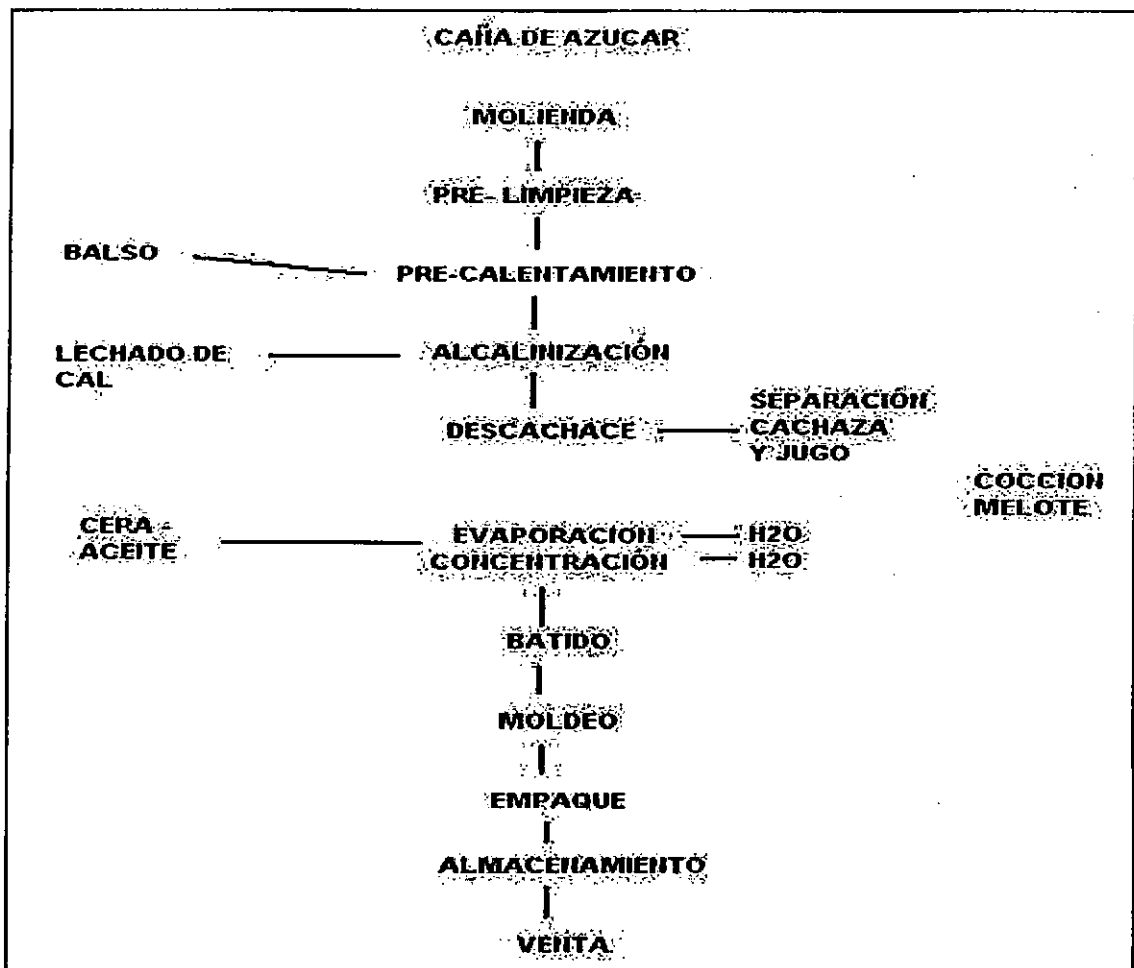 CAÑA DE AZUCAR
MOLIENDA
PRE-LIMPIEZA
BALSO
PRE-CALENTAMIENTO
LECHADO DE
CAL
ALCALINIZACIÓN
DESCACHACE
SEPARACIÓN
CACHAZA
Y JUGO
COCCION
MELOTE
CERA -
ACEITE
EVAPORACION
CONCENTRACIÓN
H2O
H2O
BATIDO
MOLDEO
EMPAQUE
ALMACENAMIENTO
VENTA